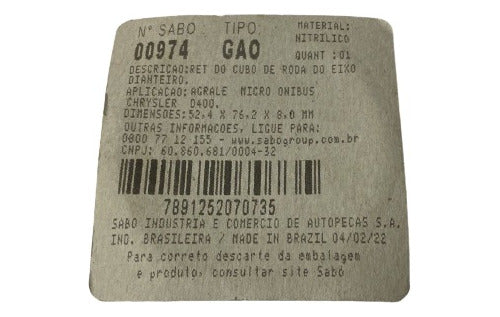 Nº SABO TIPO MATERIAL:
00974 GAO NITRILICO
QUANT :01
DESCRICAO:RET DO CUBO DE RODA DO EIXO
DIANTEIRO.
APLICACAO: AGRALE MICRO ONIBUS
CHRYSLER D400.
DIMENSOES: 52,4 X 76,2 X 8,0 MM
OUTRAS INFORMACOES, LIGUE PARA:
0800 77 12 155 - www.sabogroup.com.br
CNPJ: 60.860.681/0004-32
7891252070735
SABO INDUSTRIA E COMERCIO DE AUTOPECAS S.A.
IND. BRASILEIRA / MADE IN BRAZIL 04/02/22
Para correto descarte da embalagem
e produto, consultar site Sabó